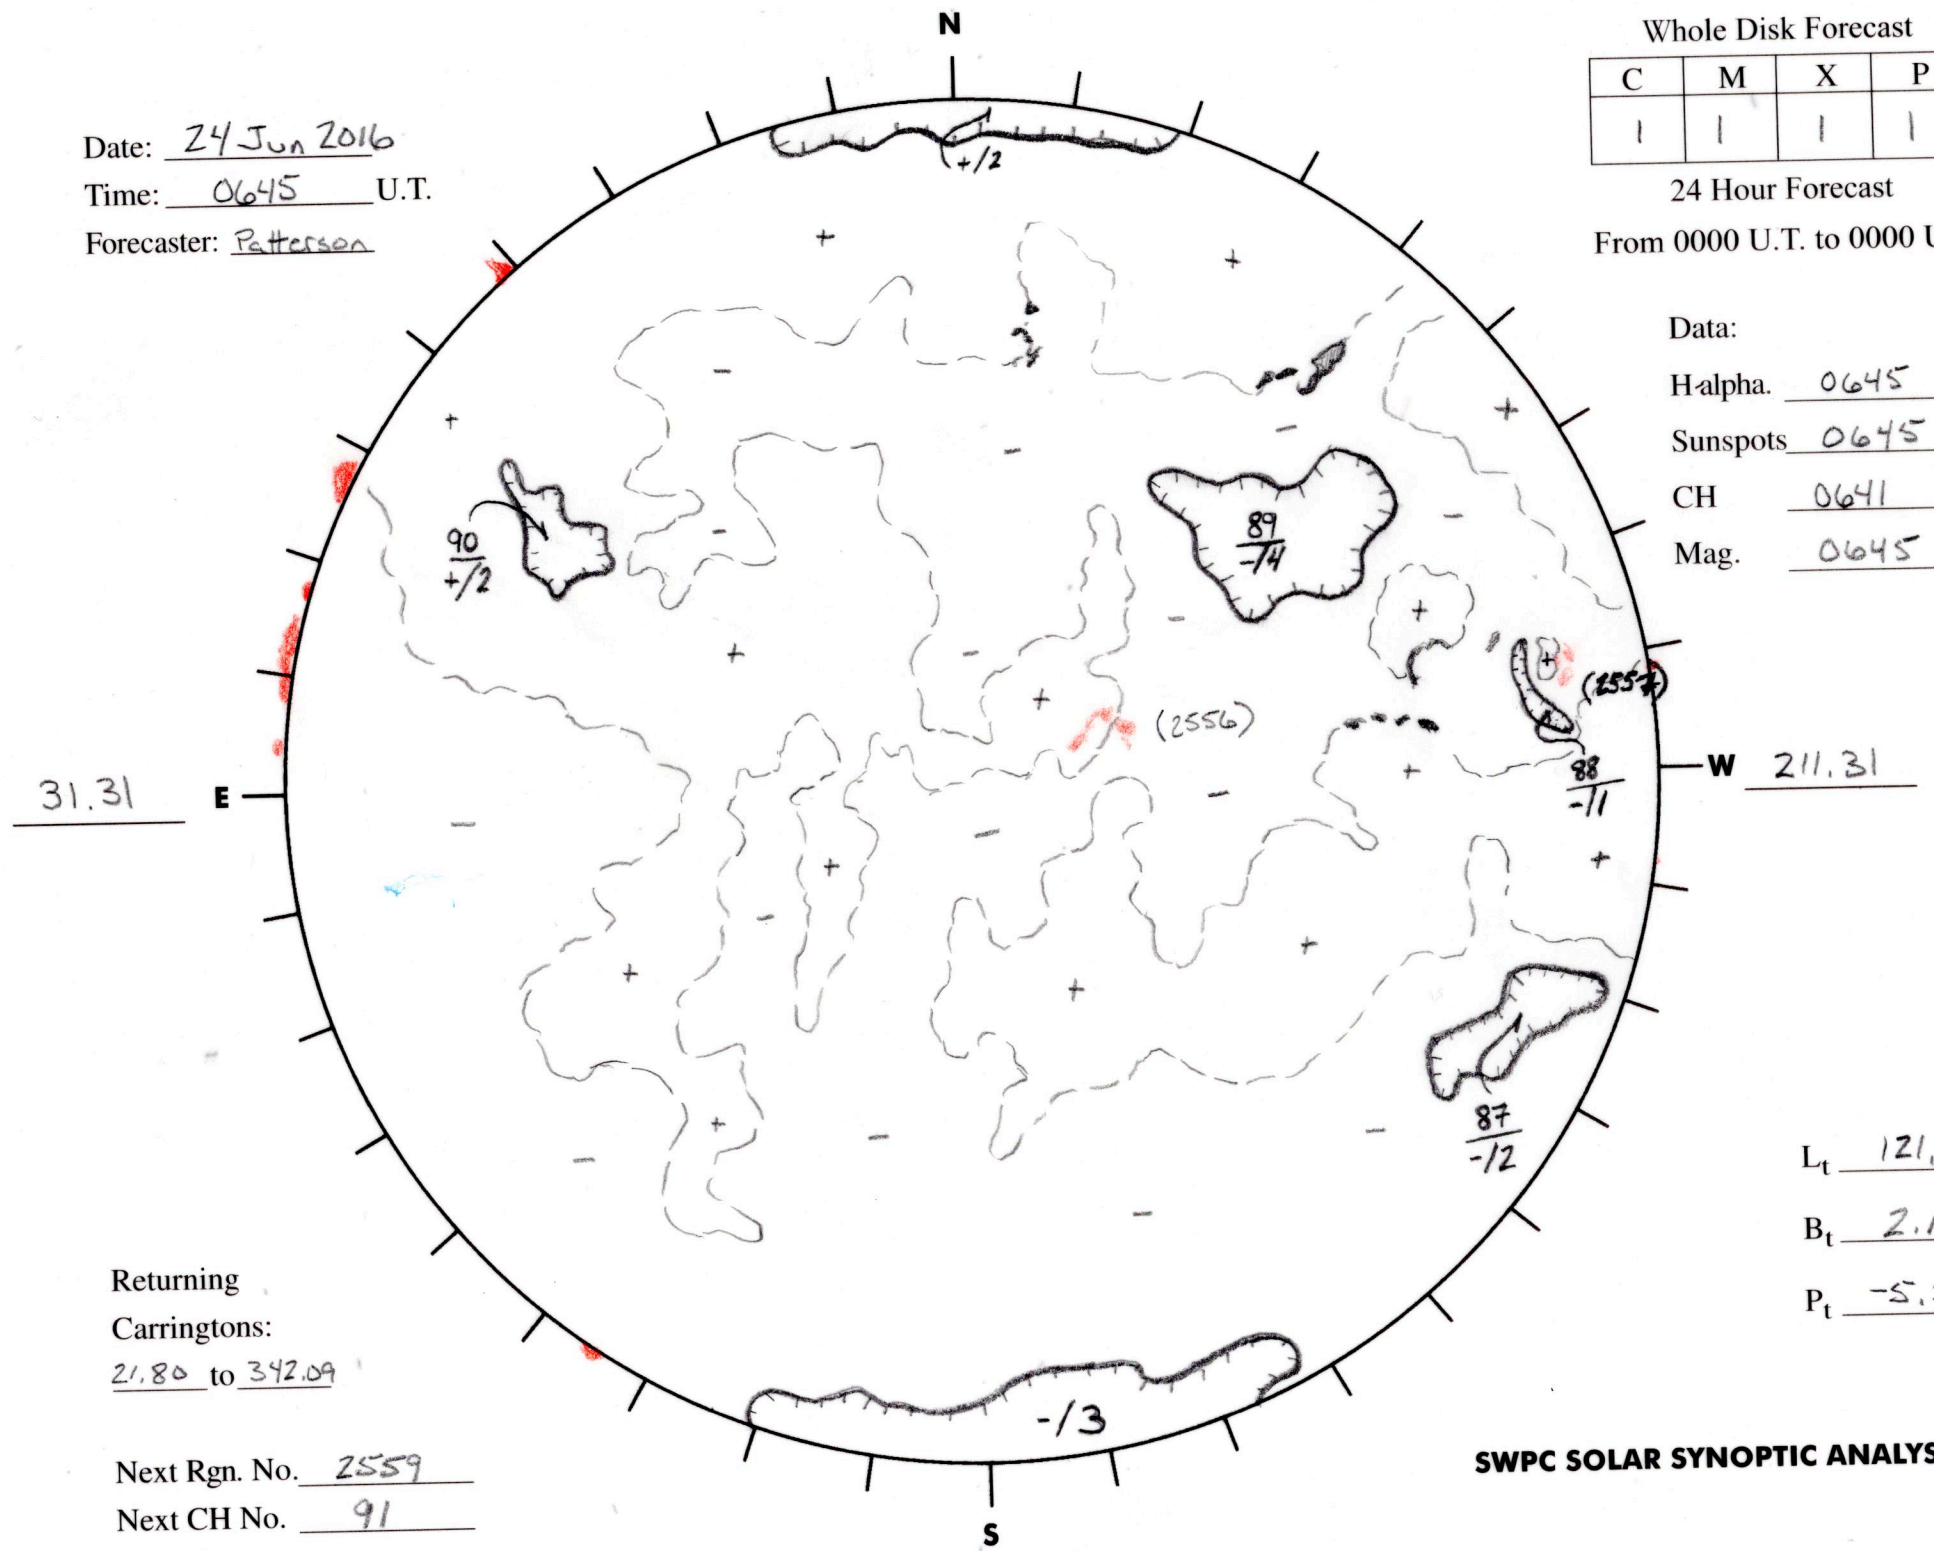 N
Whole Disk Forecast
C M X P
1 1 1 1
24 Hour Forecast
From 0000 U.T. to 0000 U
Date: 24 Jun 2016
Time: 0645 U.T.
Forecaster: Patterson
+/2
Data:
H-alpha. 0645
Sunspots 0645
CH 0641
Mag. 0645
90
+/2
89
-/4
(2557)
(2556)
88
-/1
31.31 E
W 211.31
87
-/2
Lt 121.
Bt 2.1
Pt -5.
Returning
Carringtons:
21.80 to 342.09
-/3
Next Rgn. No. 2559
Next CH No. 91
SWPC SOLAR SYNOPTIC ANALYS
S